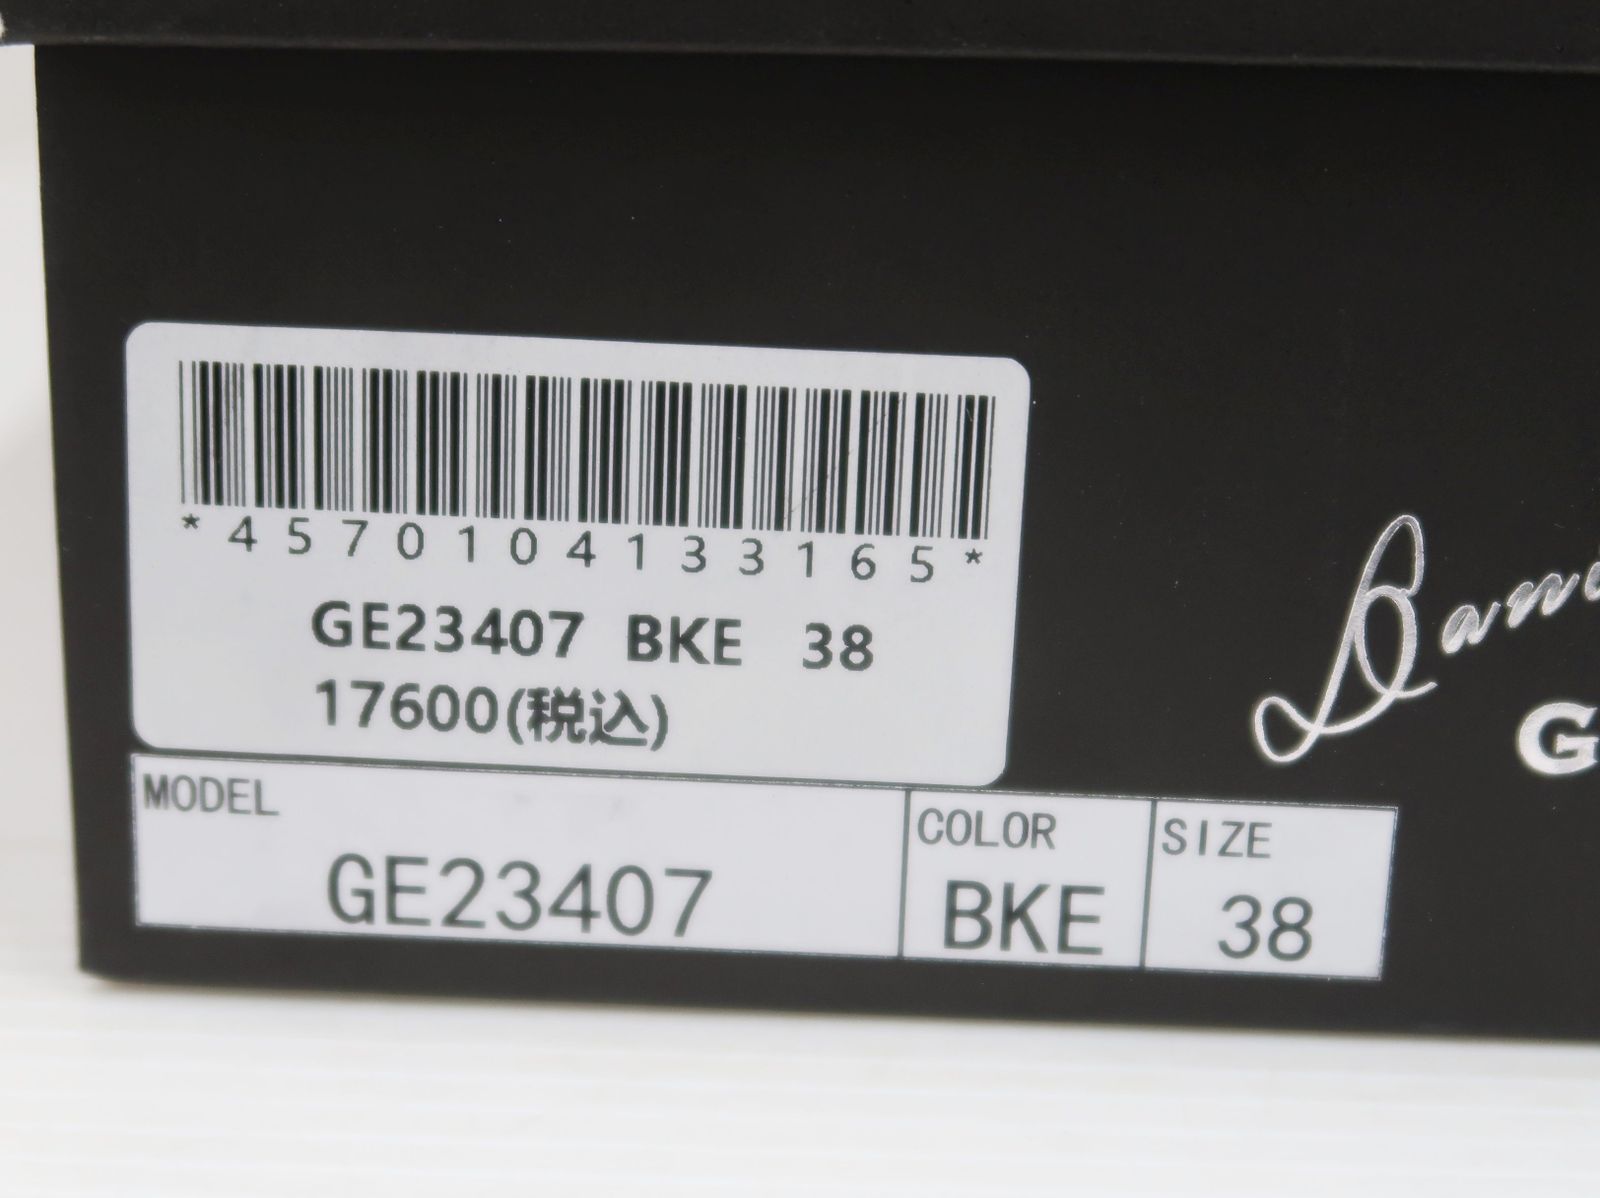 *4570104133165*
GE23407 BKE 38
17600(税込)
MODEL COLOR SIZE
GE23407 BKE 38